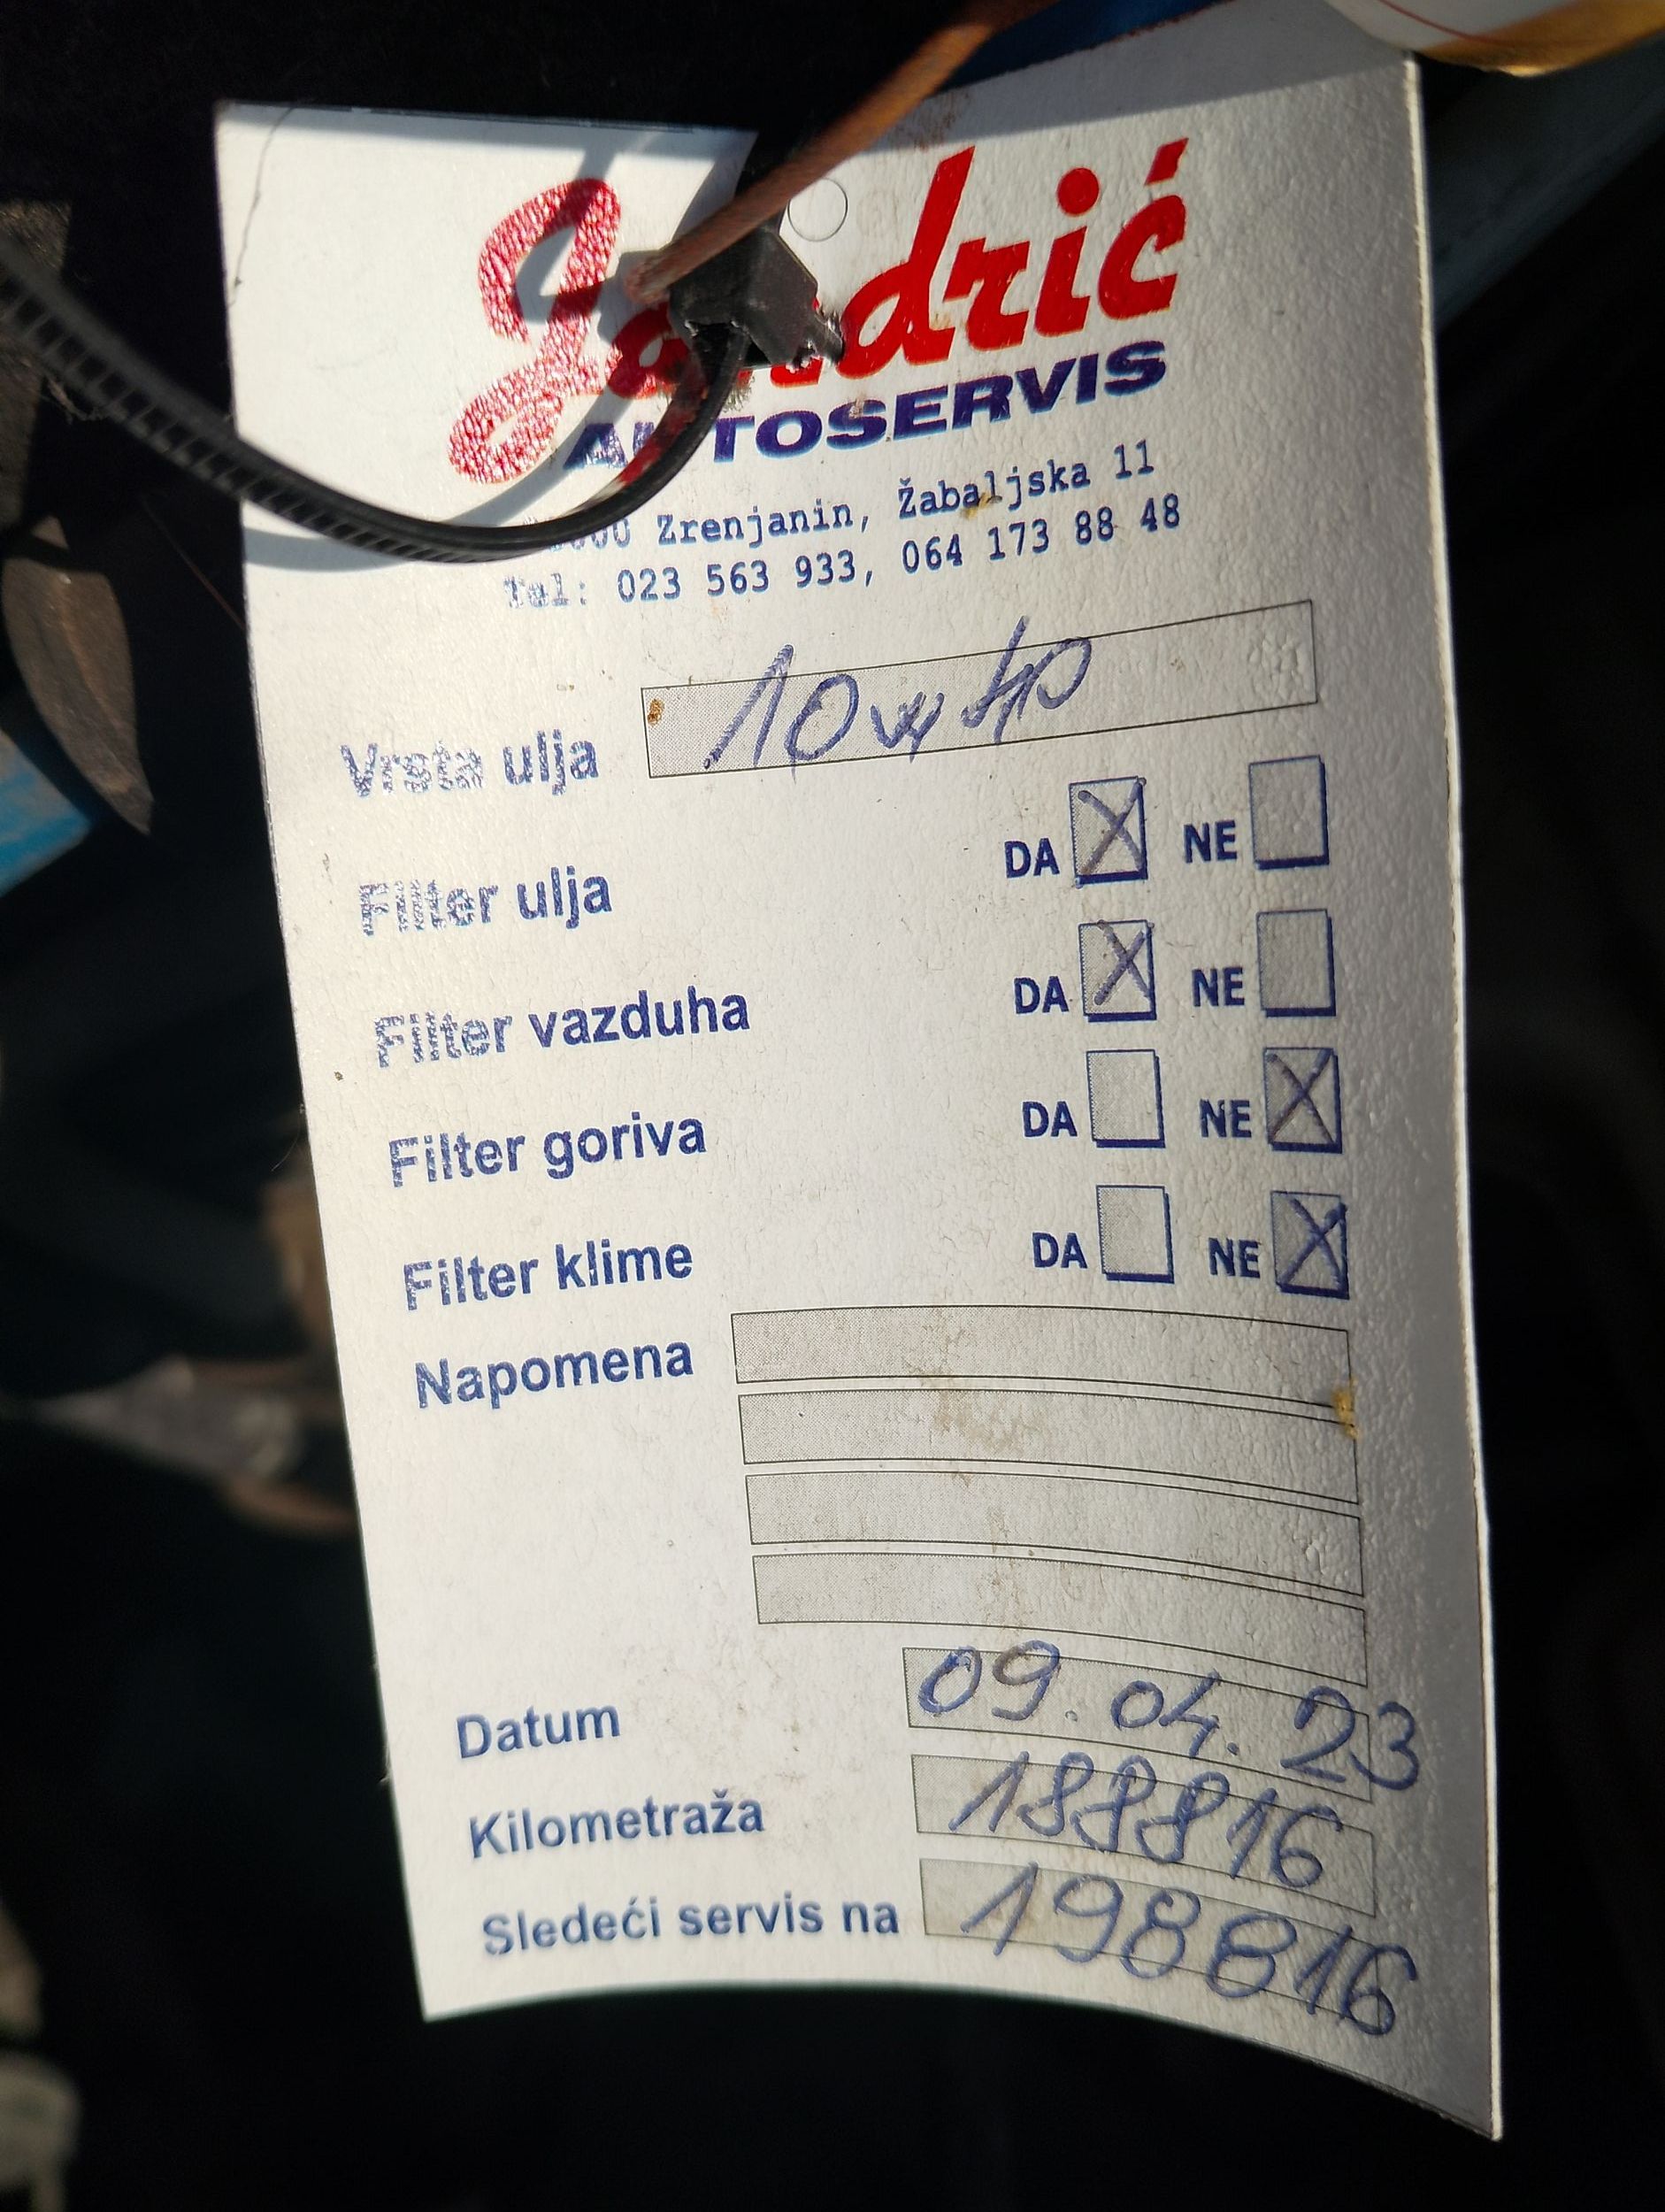 Jandrić
AUTOSERVIS
Zrenjanin, Žabaljska 11
Tel: 023 563 933, 064 173 88 48
Vrsta ulja 10w40
Filter ulja DA X NE
Filter vazduha DA X NE
Filter goriva DA NE X
Filter klime DA NE X
Napomena
Datum 09.04.23
Kilometraža 188816
Sledeći servis na 198816